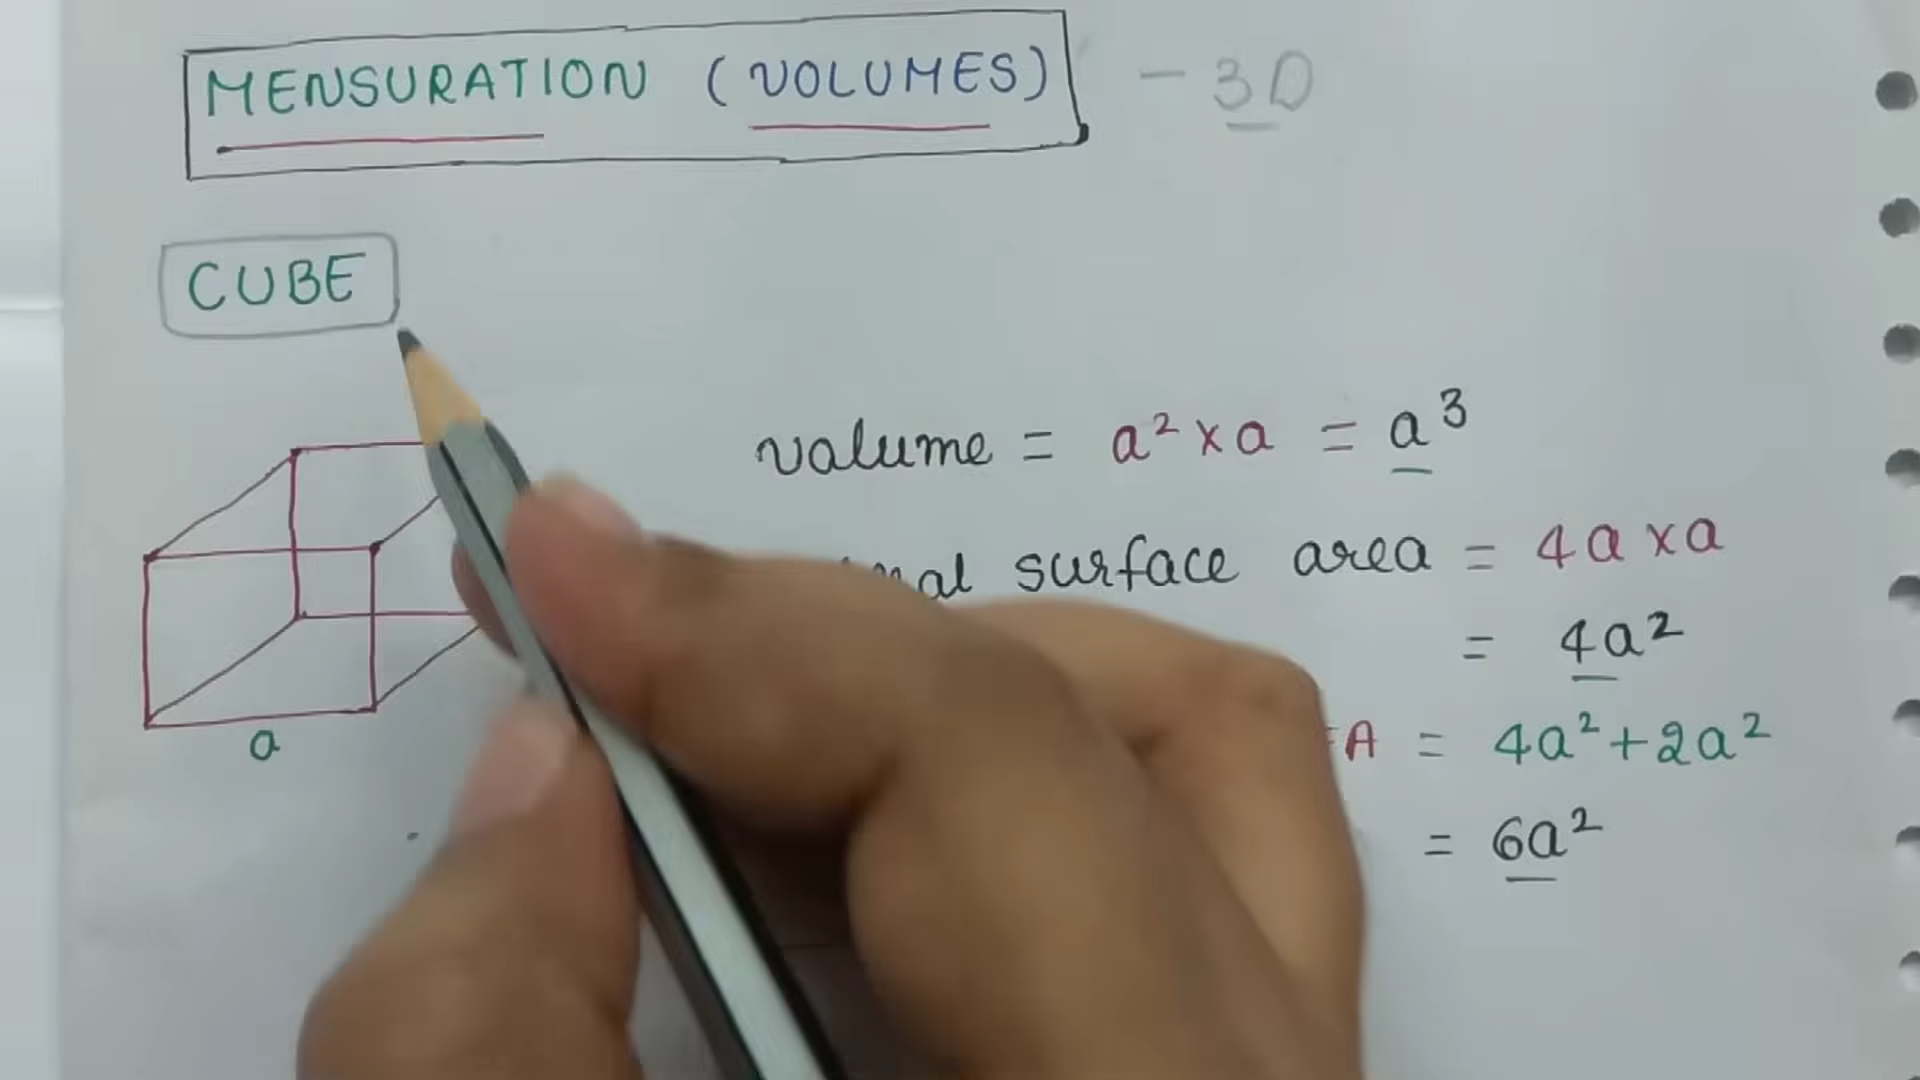 MENSURATION (VOLUMES) - 3D
CUBE
volume = a² x a = a³
surface area = 4a x a
= 4a²
a
A = 4a² + 2a²
= 6a²